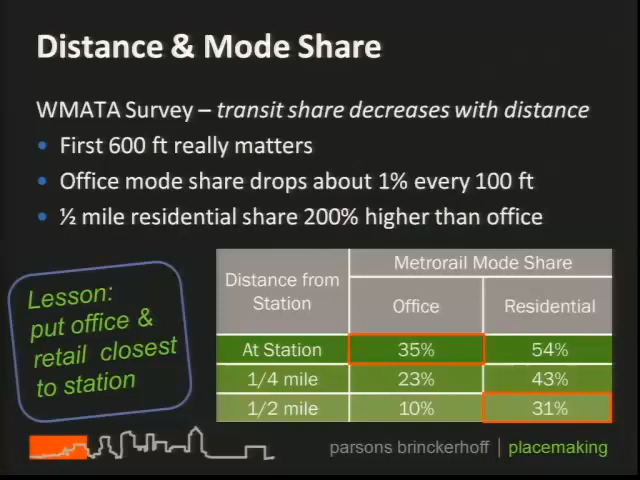 Distance & Mode Share
WMATA Survey – transit share decreases with distance
• First 600 ft really matters
• Office mode share drops about 1% every 100 ft
• ½ mile residential share 200% higher than office
Lesson:
put office &
retail closest
to station
Distance from
Station
Metrorail Mode Share
Office Residential
At Station 35% 54%
1/4 mile 23% 43%
1/2 mile 10% 31%
parsons brinckerhoff | placemaking